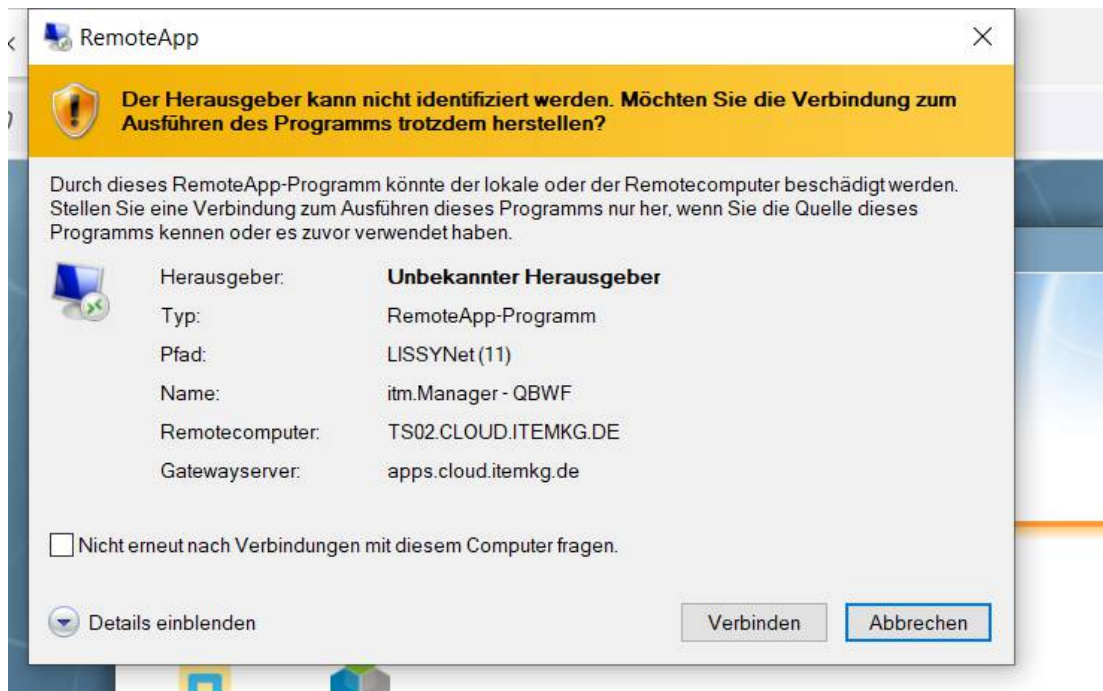 RemoteApp
Der Herausgeber kann nicht identifiziert werden. Möchten Sie die Verbindung zum
Ausführen des Programms trotzdem herstellen?
Durch dieses RemoteApp-Programm könnte der lokale oder der Remotecomputer beschädigt werden.
Stellen Sie eine Verbindung zum Ausführen dieses Programms nur her, wenn Sie die Quelle dieses
Programms kennen oder es zuvor verwendet haben.
Herausgeber: Unbekannter Herausgeber
Typ: RemoteApp-Programm
Pfad: LISSYNet (11)
Name: itm.Manager - QBWF
Remotecomputer: TS02.CLOUD.ITEMKG.DE
Gatewayserver: apps.cloud.itemkg.de
Nicht erneut nach Verbindungen mit diesem Computer fragen.
Details einblenden Verbinden Abbrechen